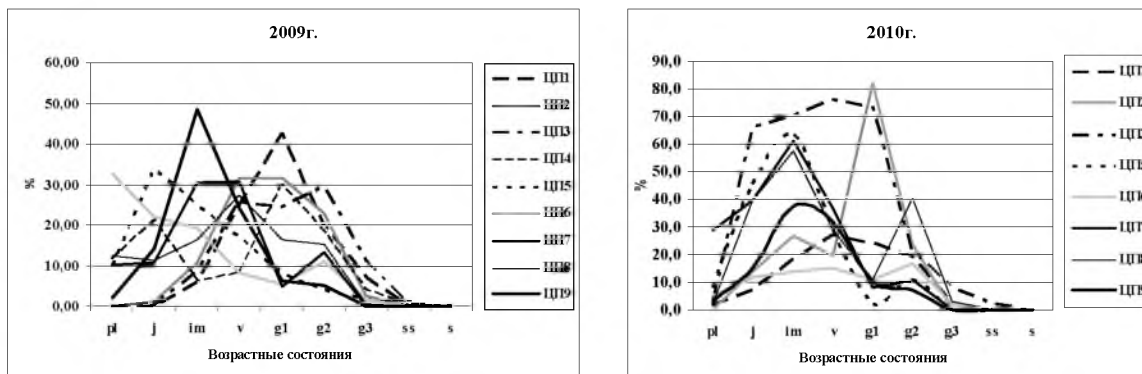 2009г.
60,00
50,00
40,00
30,00
20,00
10,00
0,00
%
pl j im v g1 g2 g3 ss s
Возрастные состояния
ЦП1
ЦП2
ЦП3
ЦП4
ЦП5
ЦП6
ЦП7
ЦП8
ЦП9
2010г.
90,0
80,0
70,0
60,0
50,0
40,0
30,0
20,0
10,0
0,0
%
pl j im v g1 g2 g3 ss s
Возрастные состояния